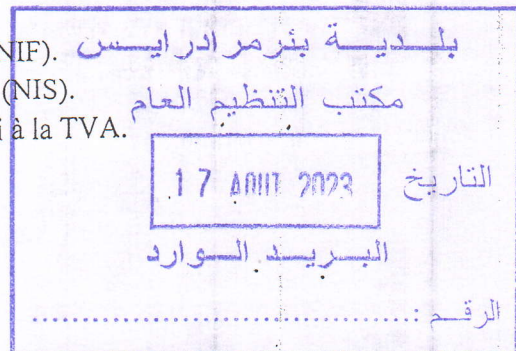 NIF).
(NIS).
i à la TVA.
بلدية بئرمرادرايس
مكتب التنظيم العام
التاريخ
17 AOUT 2023
البريد الوارد
الرقم :